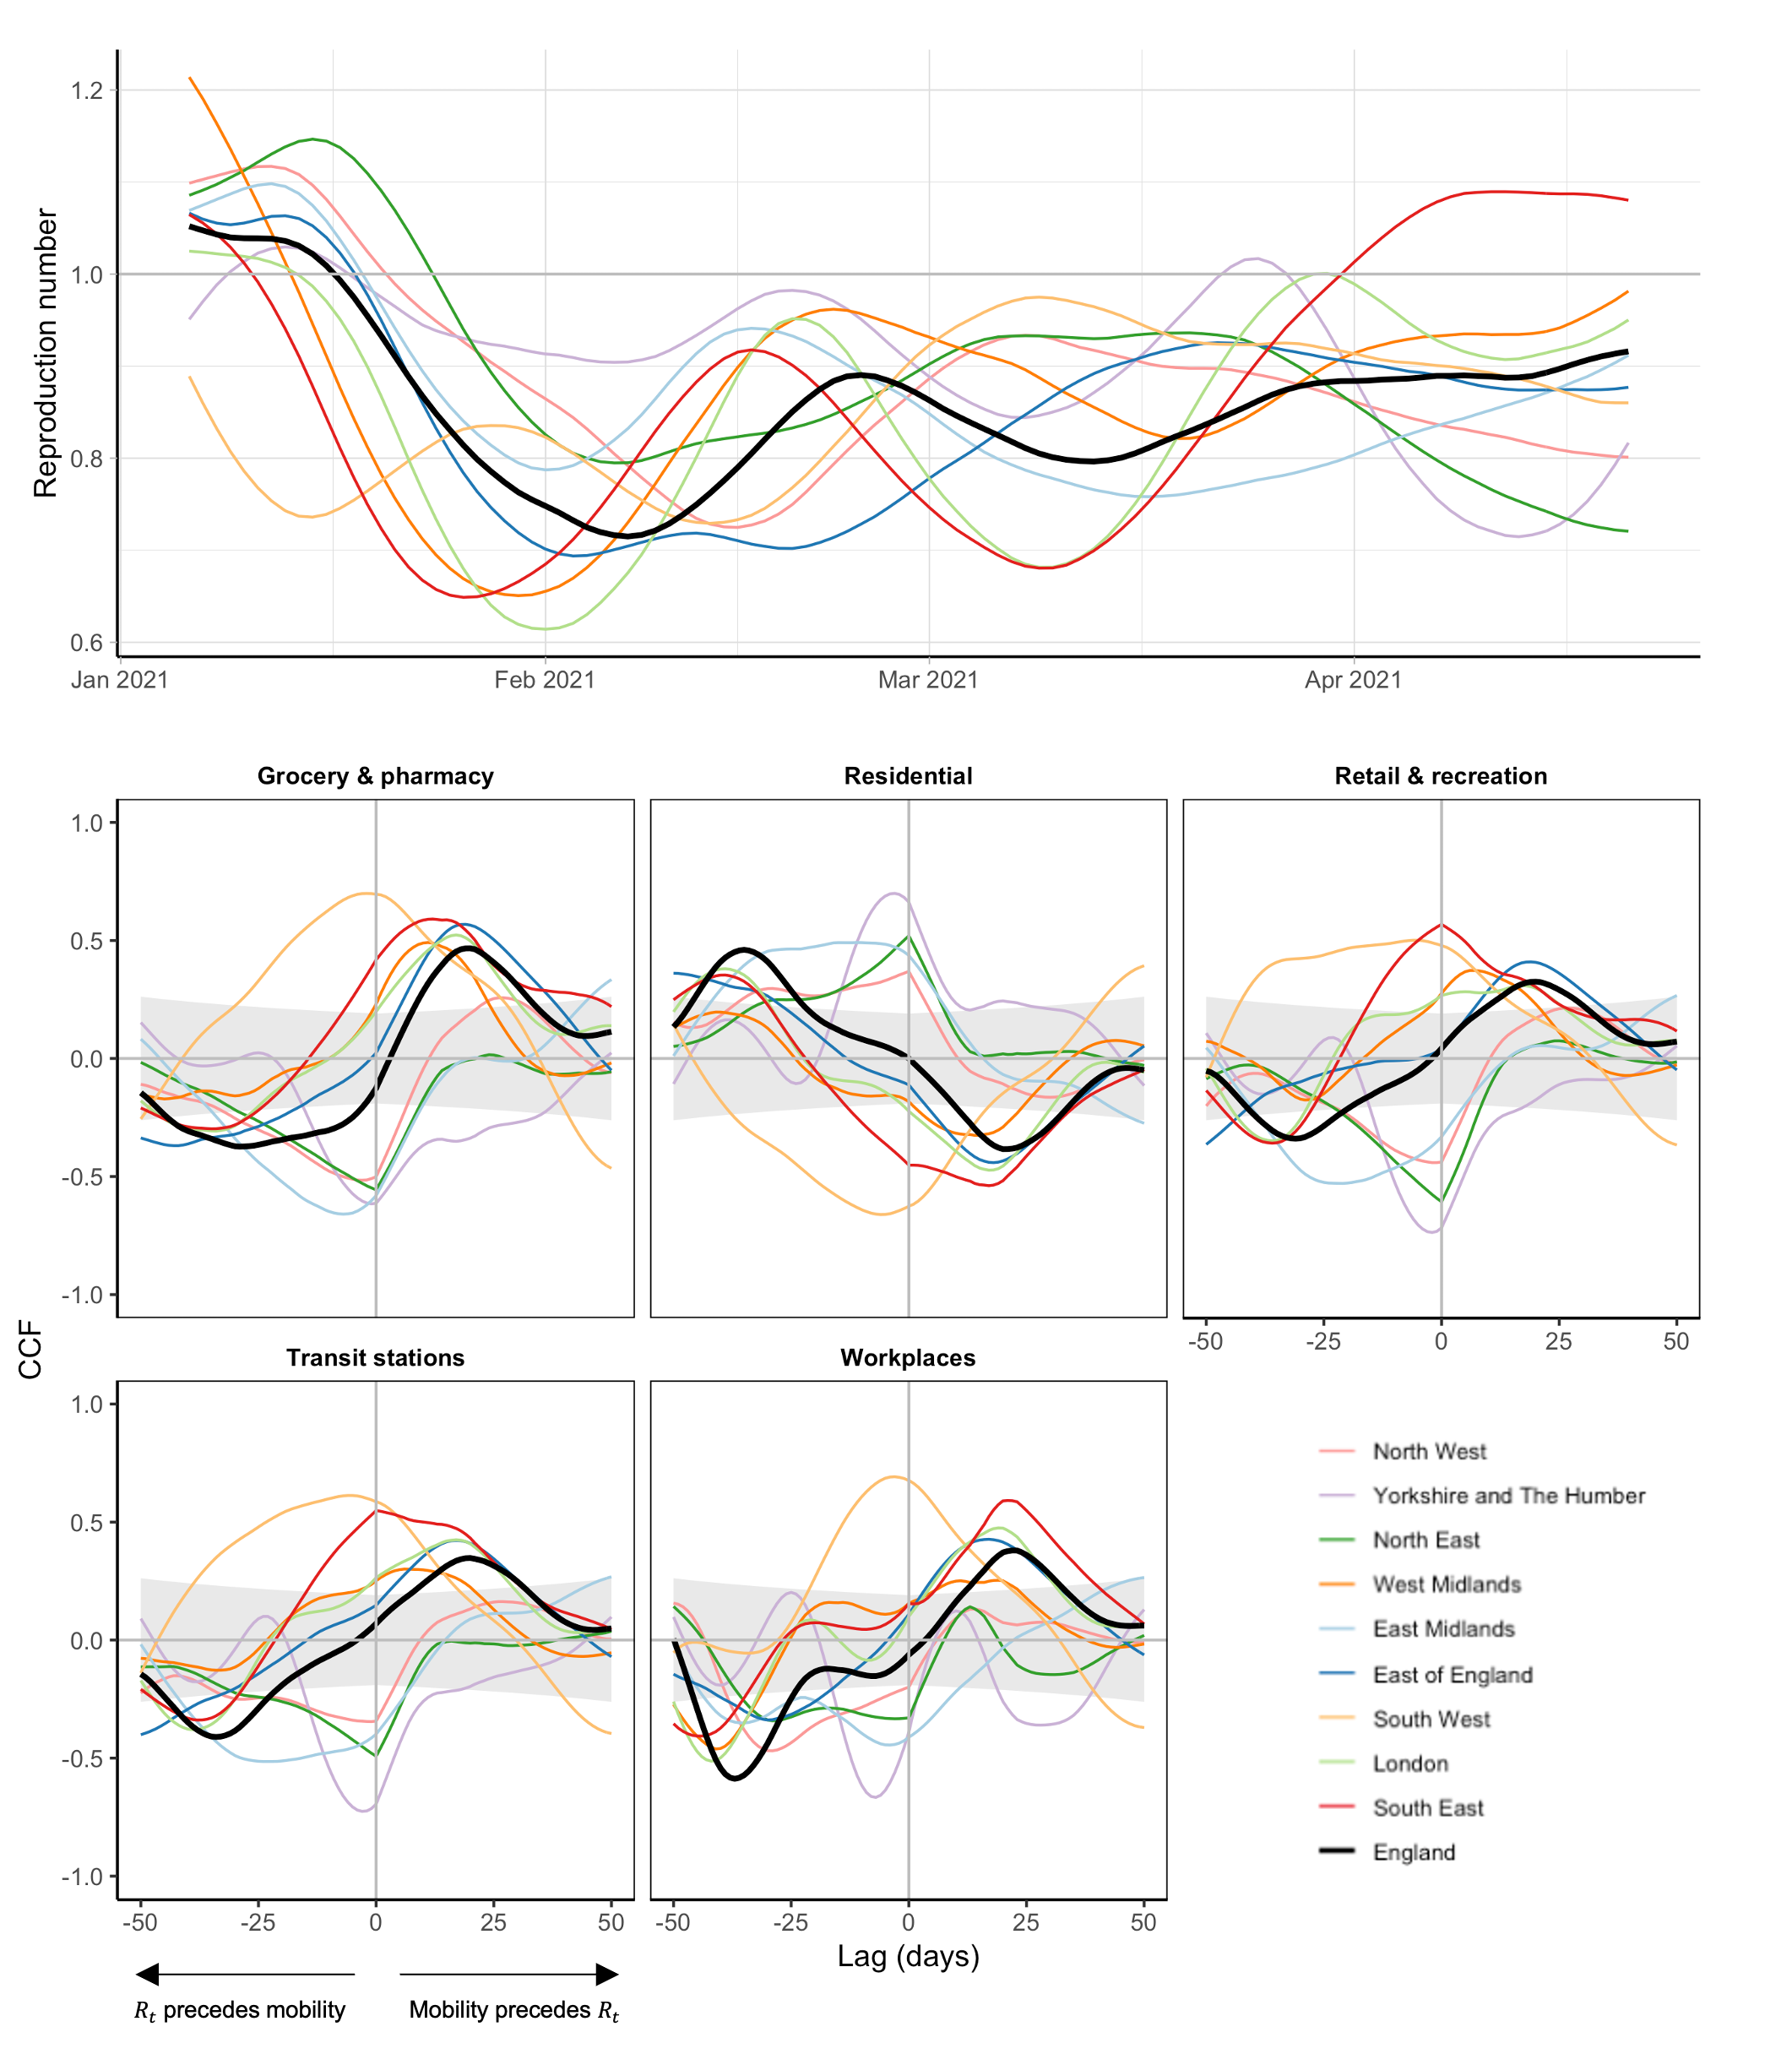 1.2
1.0
0.8
0.6
Reproduction number
Jan 2021 Feb 2021 Mar 2021 Apr 2021
Grocery & pharmacy Residential Retail & recreation
1.0
0.5
0.0
-0.5
-1.0
-50 -25 0 25 50
CCF
Transit stations Workplaces
1.0
0.5
0.0
-0.5
-1.0
-50 -25 0 25 50 -50 -25 0 25 50
Lag (days)
North West
Yorkshire and The Humber
North East
West Midlands
East Midlands
East of England
South West
London
South East
England
Rt precedes mobility Mobility precedes Rt